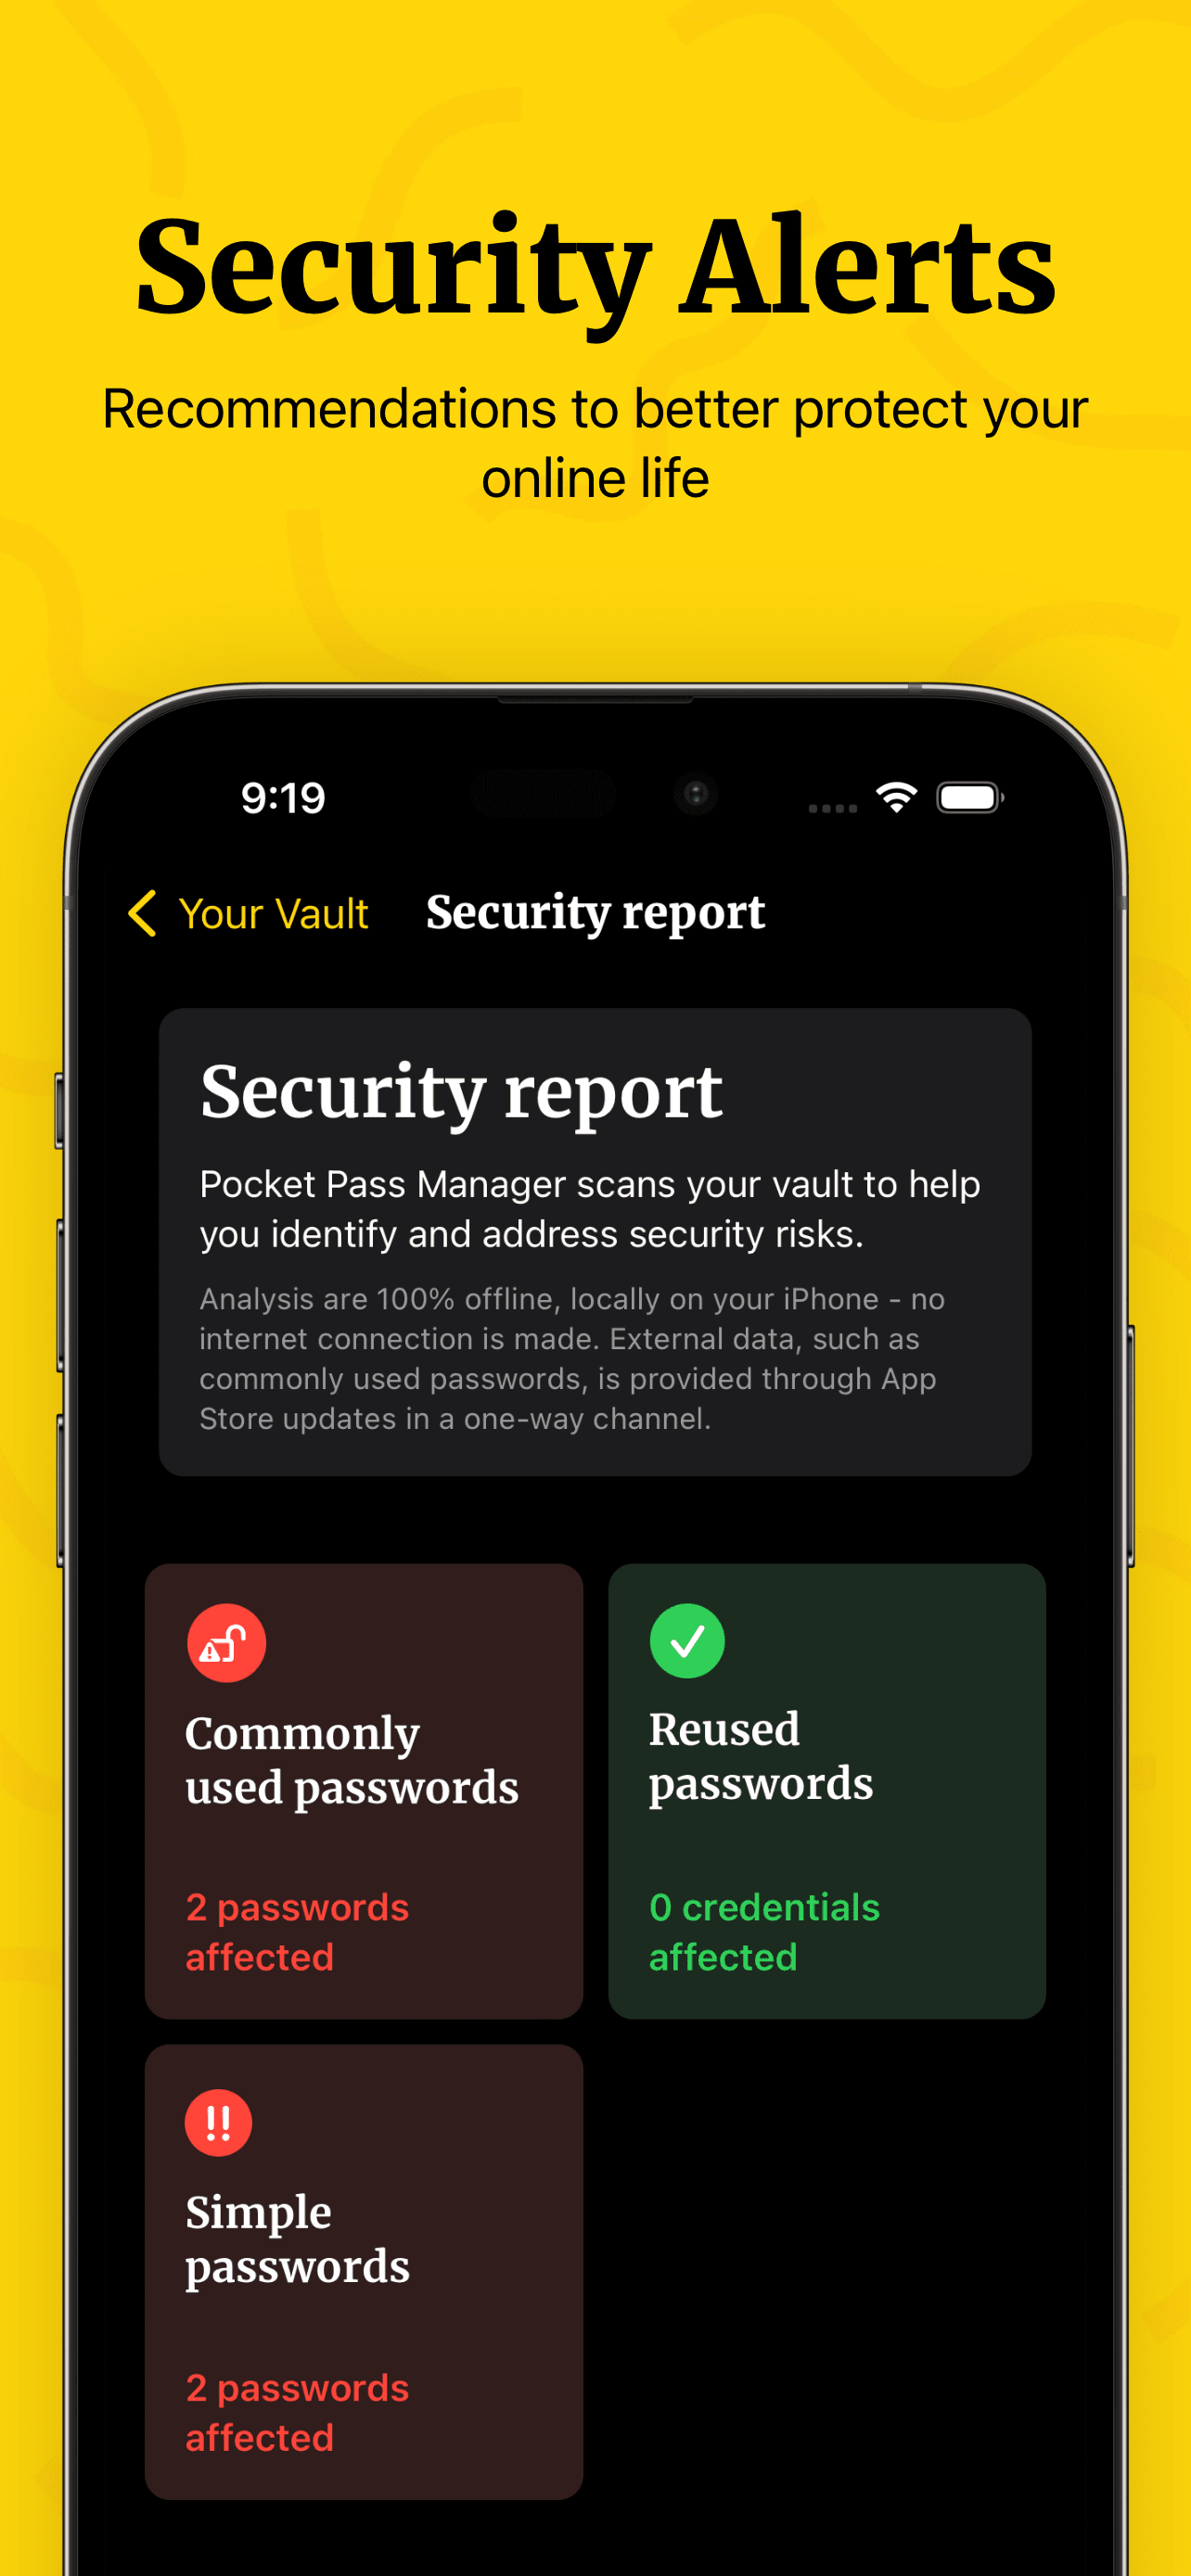 Security Alerts
Recommendations to better protect your
online life
9:19
Your Vault
Security report
Security report
Pocket Pass Manager scans your vault to help
you identify and address security risks.
Analysis are 100% offline, locally on your iPhone - no
internet connection is made. External data, such as
commonly used passwords, is provided through App
Store updates in a one-way channel.
Commonly
used passwords
2 passwords
affected
Reused
passwords
0 credentials
affected
Simple
passwords
2 passwords
affected